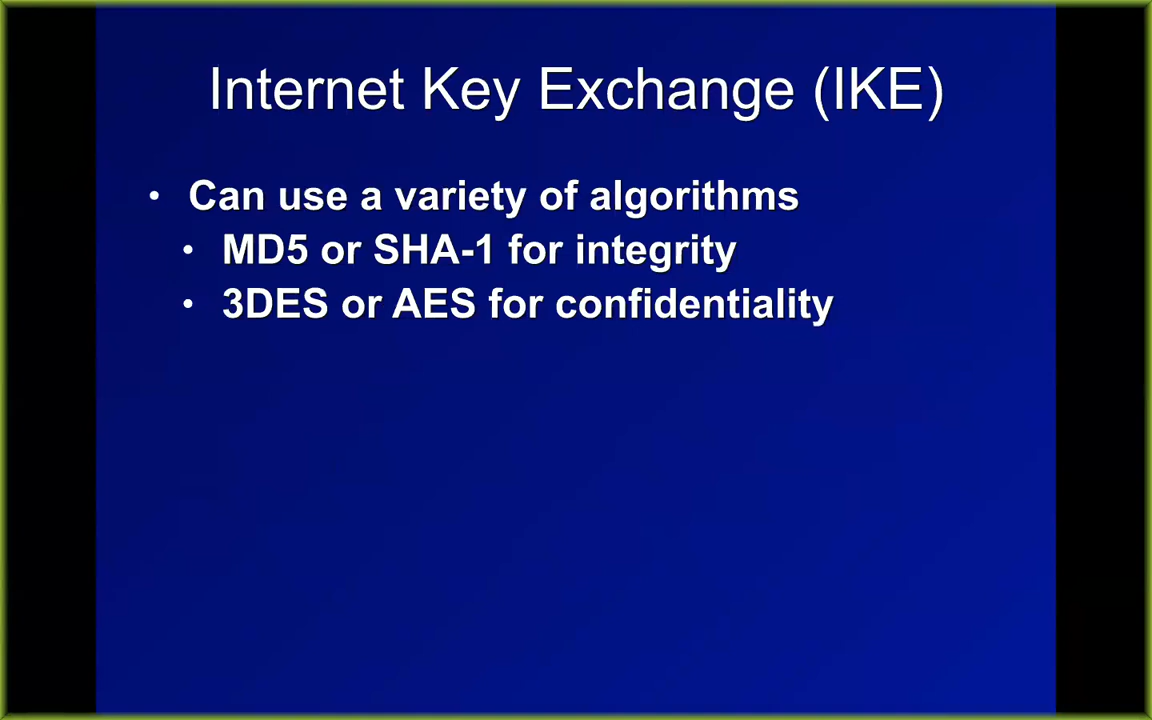 Internet Key Exchange (IKE)
• Can use a variety of algorithms
• MD5 or SHA-1 for integrity
• 3DES or AES for confidentiality